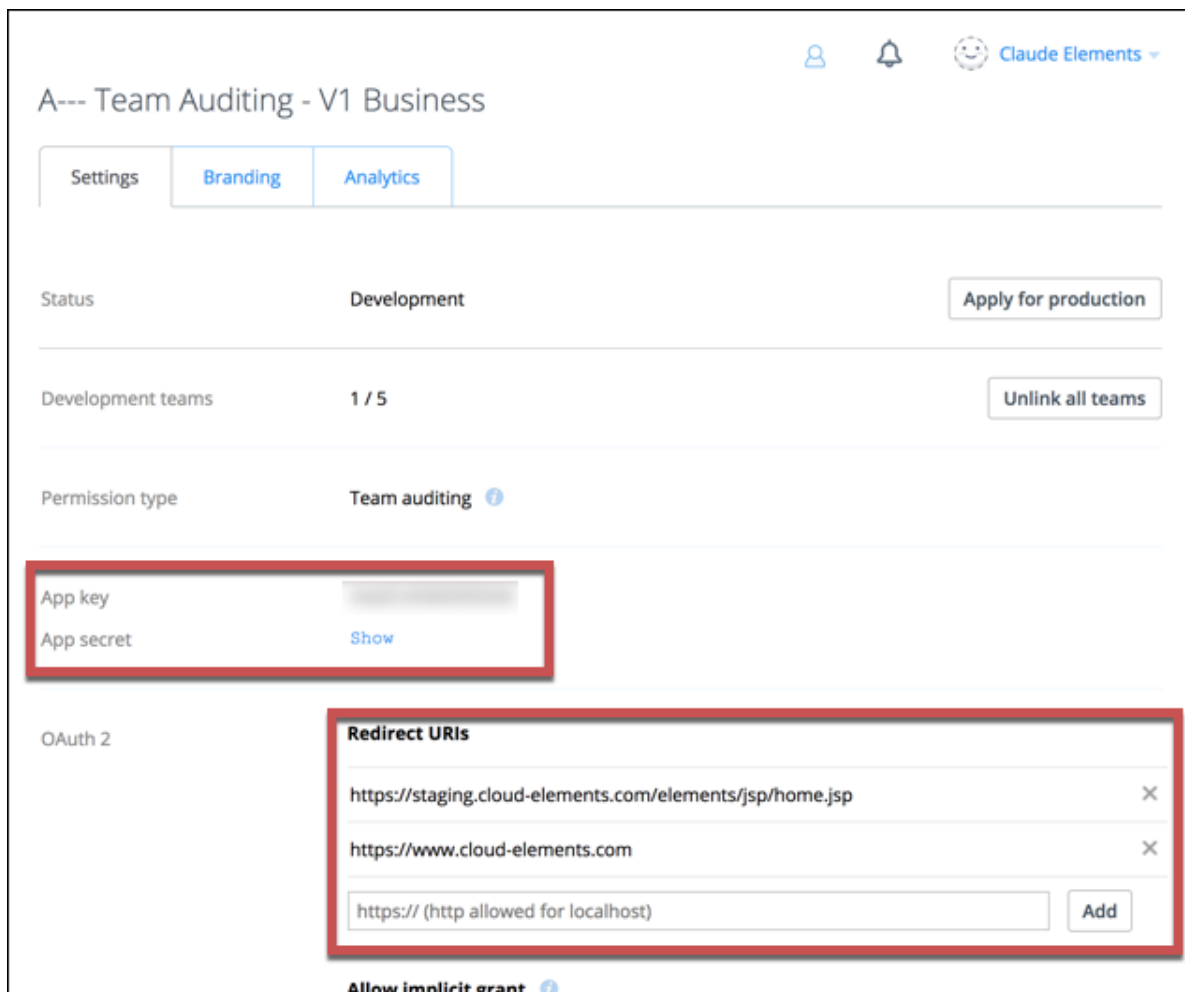 Claude Elements
A--- Team Auditing - V1 Business
Settings
Branding
Analytics
Status
Development
Apply for production
Development teams
1 / 5
Unlink all teams
Permission type
Team auditing
App key
App secret
Show
OAuth 2
Redirect URIs
https://staging.cloud-elements.com/elements/jsp/home.jsp
https://www.cloud-elements.com
https:// (http allowed for localhost)
Add
Allow implicit grant